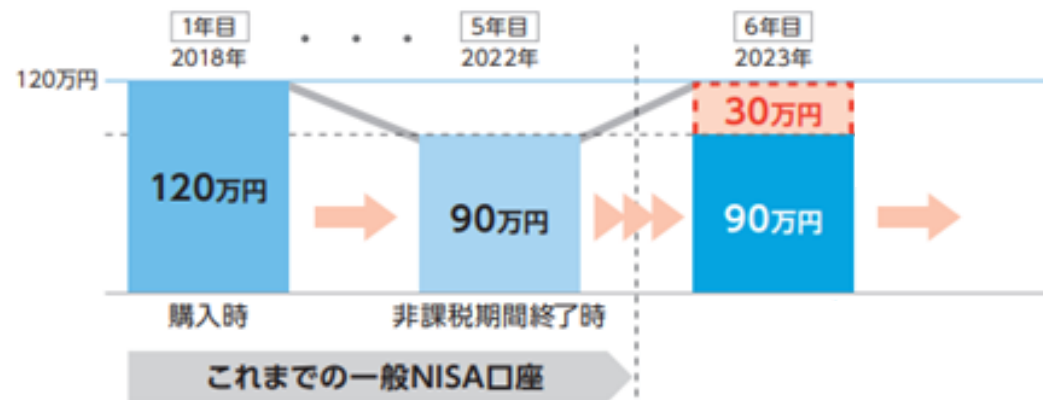 1年目
2018年
・・・
5年目
2022年
6年目
2023年
120万円
30万円
120万円
90万円
90万円
購入時
非課税期間終了時
これまでの一般NISA口座